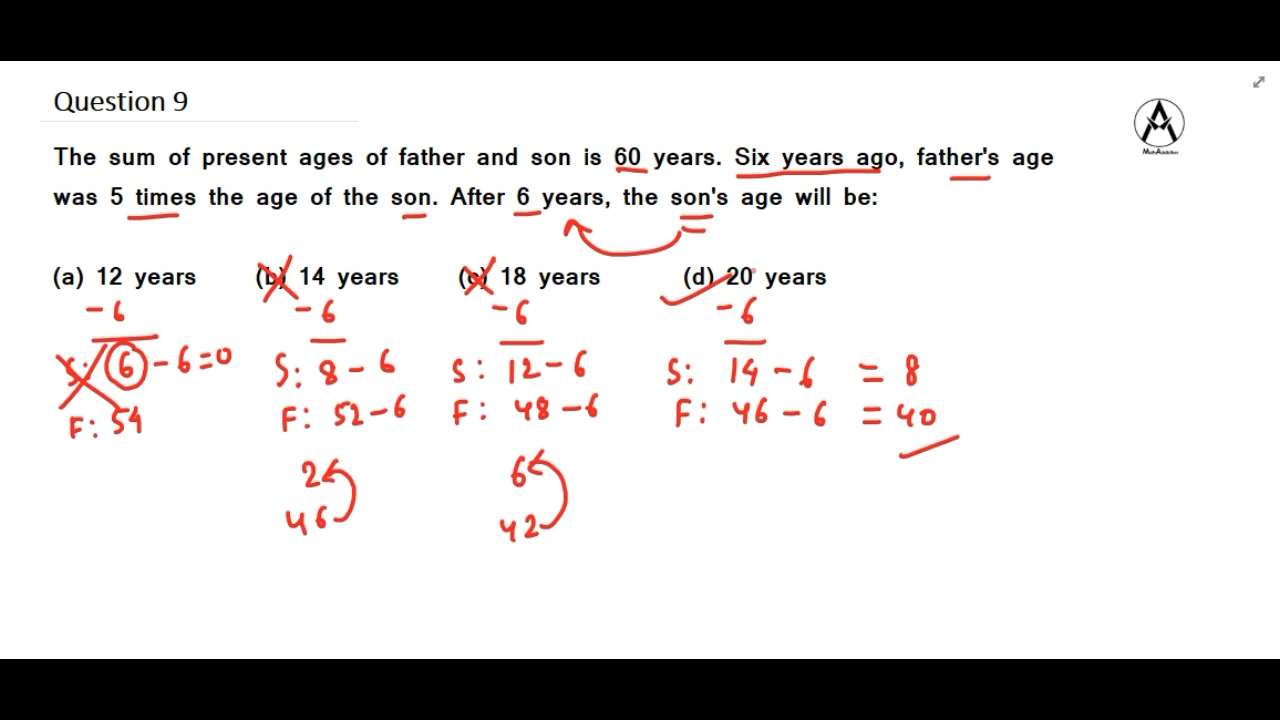 Question 9
MathAddiction
The sum of present ages of father and son is 60 years. Six years ago, father's age
was 5 times the age of the son. After 6 years, the son's age will be:
(a) 12 years (b) 14 years (c) 18 years (d) 20 years
- 6 - 6 - 6 - 6
S: 6 - 6 = 0 S: 8 - 6 S: 12 - 6 S: 14 - 6 = 8
F: 54 F: 52 - 6 F: 48 - 6 F: 46 - 6 = 40
2 6
46 42